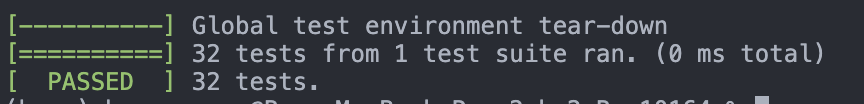 [----------] Global test environment tear-down
[==========] 32 tests from 1 test suite ran. (0 ms total)
[  PASSED  ] 32 tests.